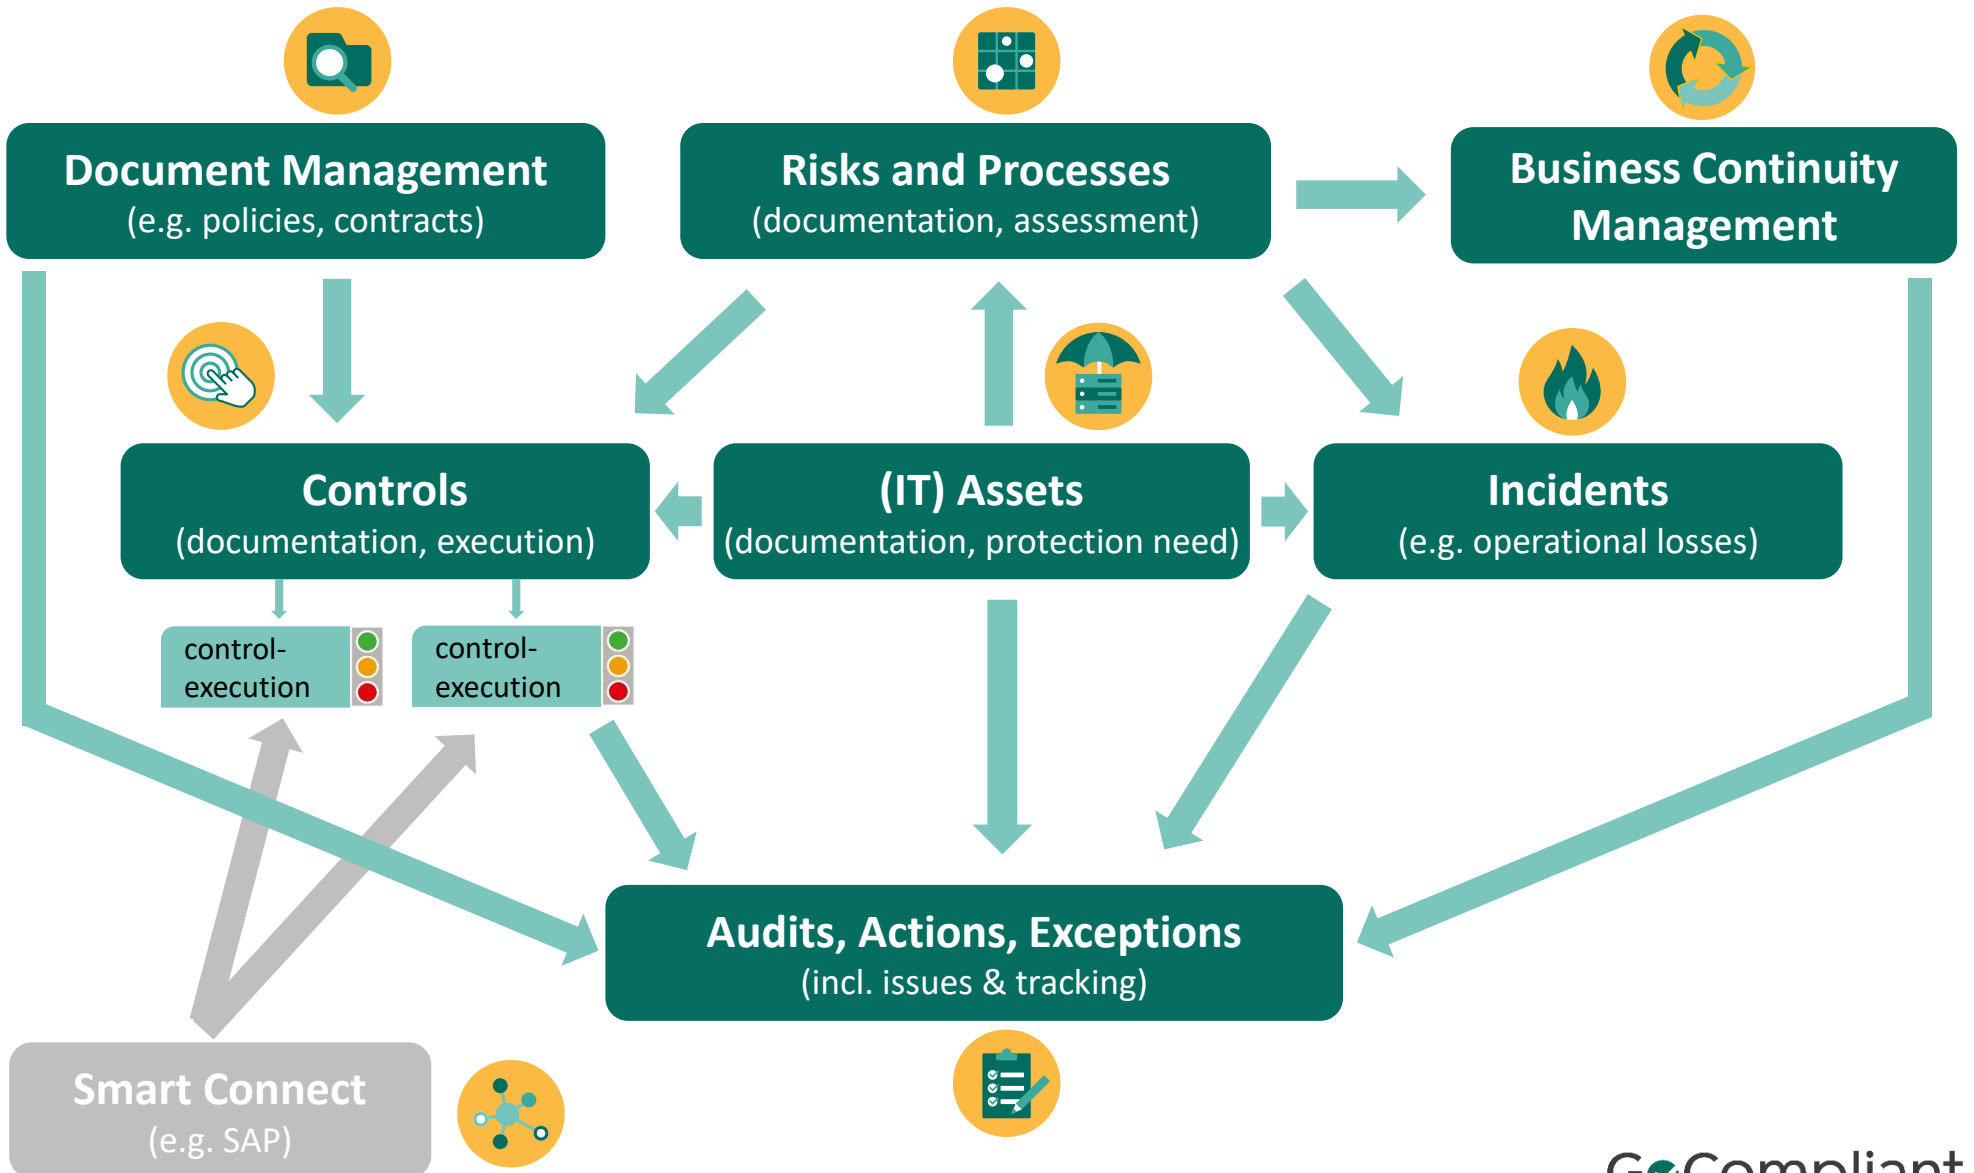 Document Management
(e.g. policies, contracts)
Risks and Processes
(documentation, assessment)
Business Continuity
Management
Controls
(documentation, execution)
(IT) Assets
(documentation, protection need)
Incidents
(e.g. operational losses)
control-
execution
control-
execution
Audits, Actions, Exceptions
(incl. issues & tracking)
Smart Connect
(e.g. SAP)
GoCompliant